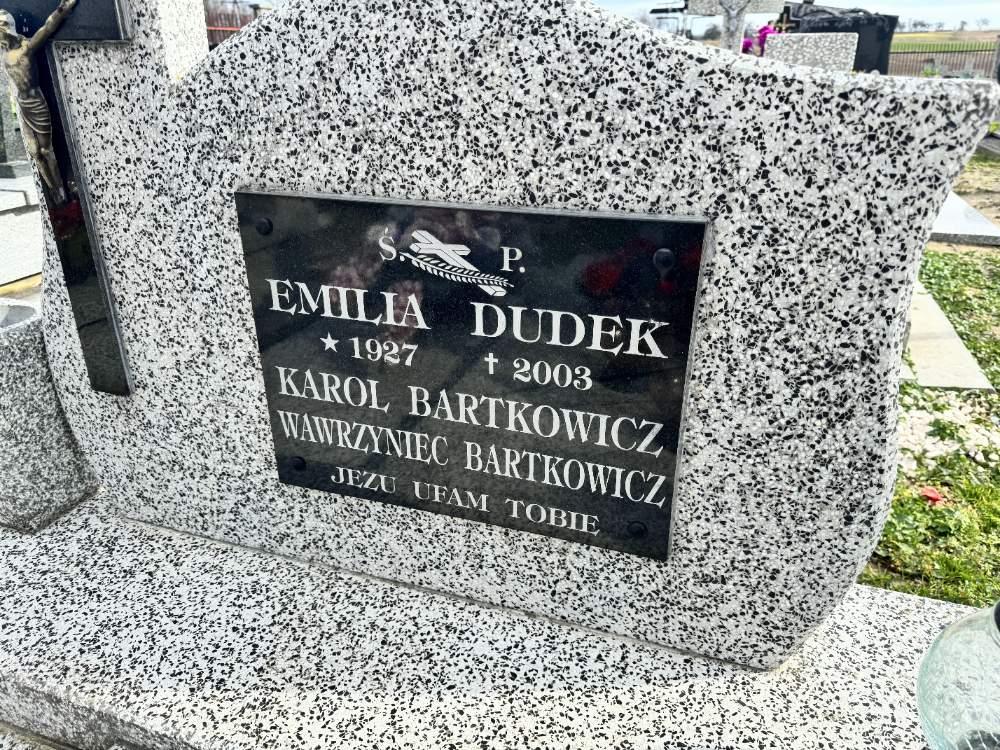 Ś. P.
EMILIA DUDEK
★ 1927 ✝ 2003
KAROL BARTKOWICZ
WAWRZYNIEC BARTKOWICZ
JEZU UFAM TOBIE